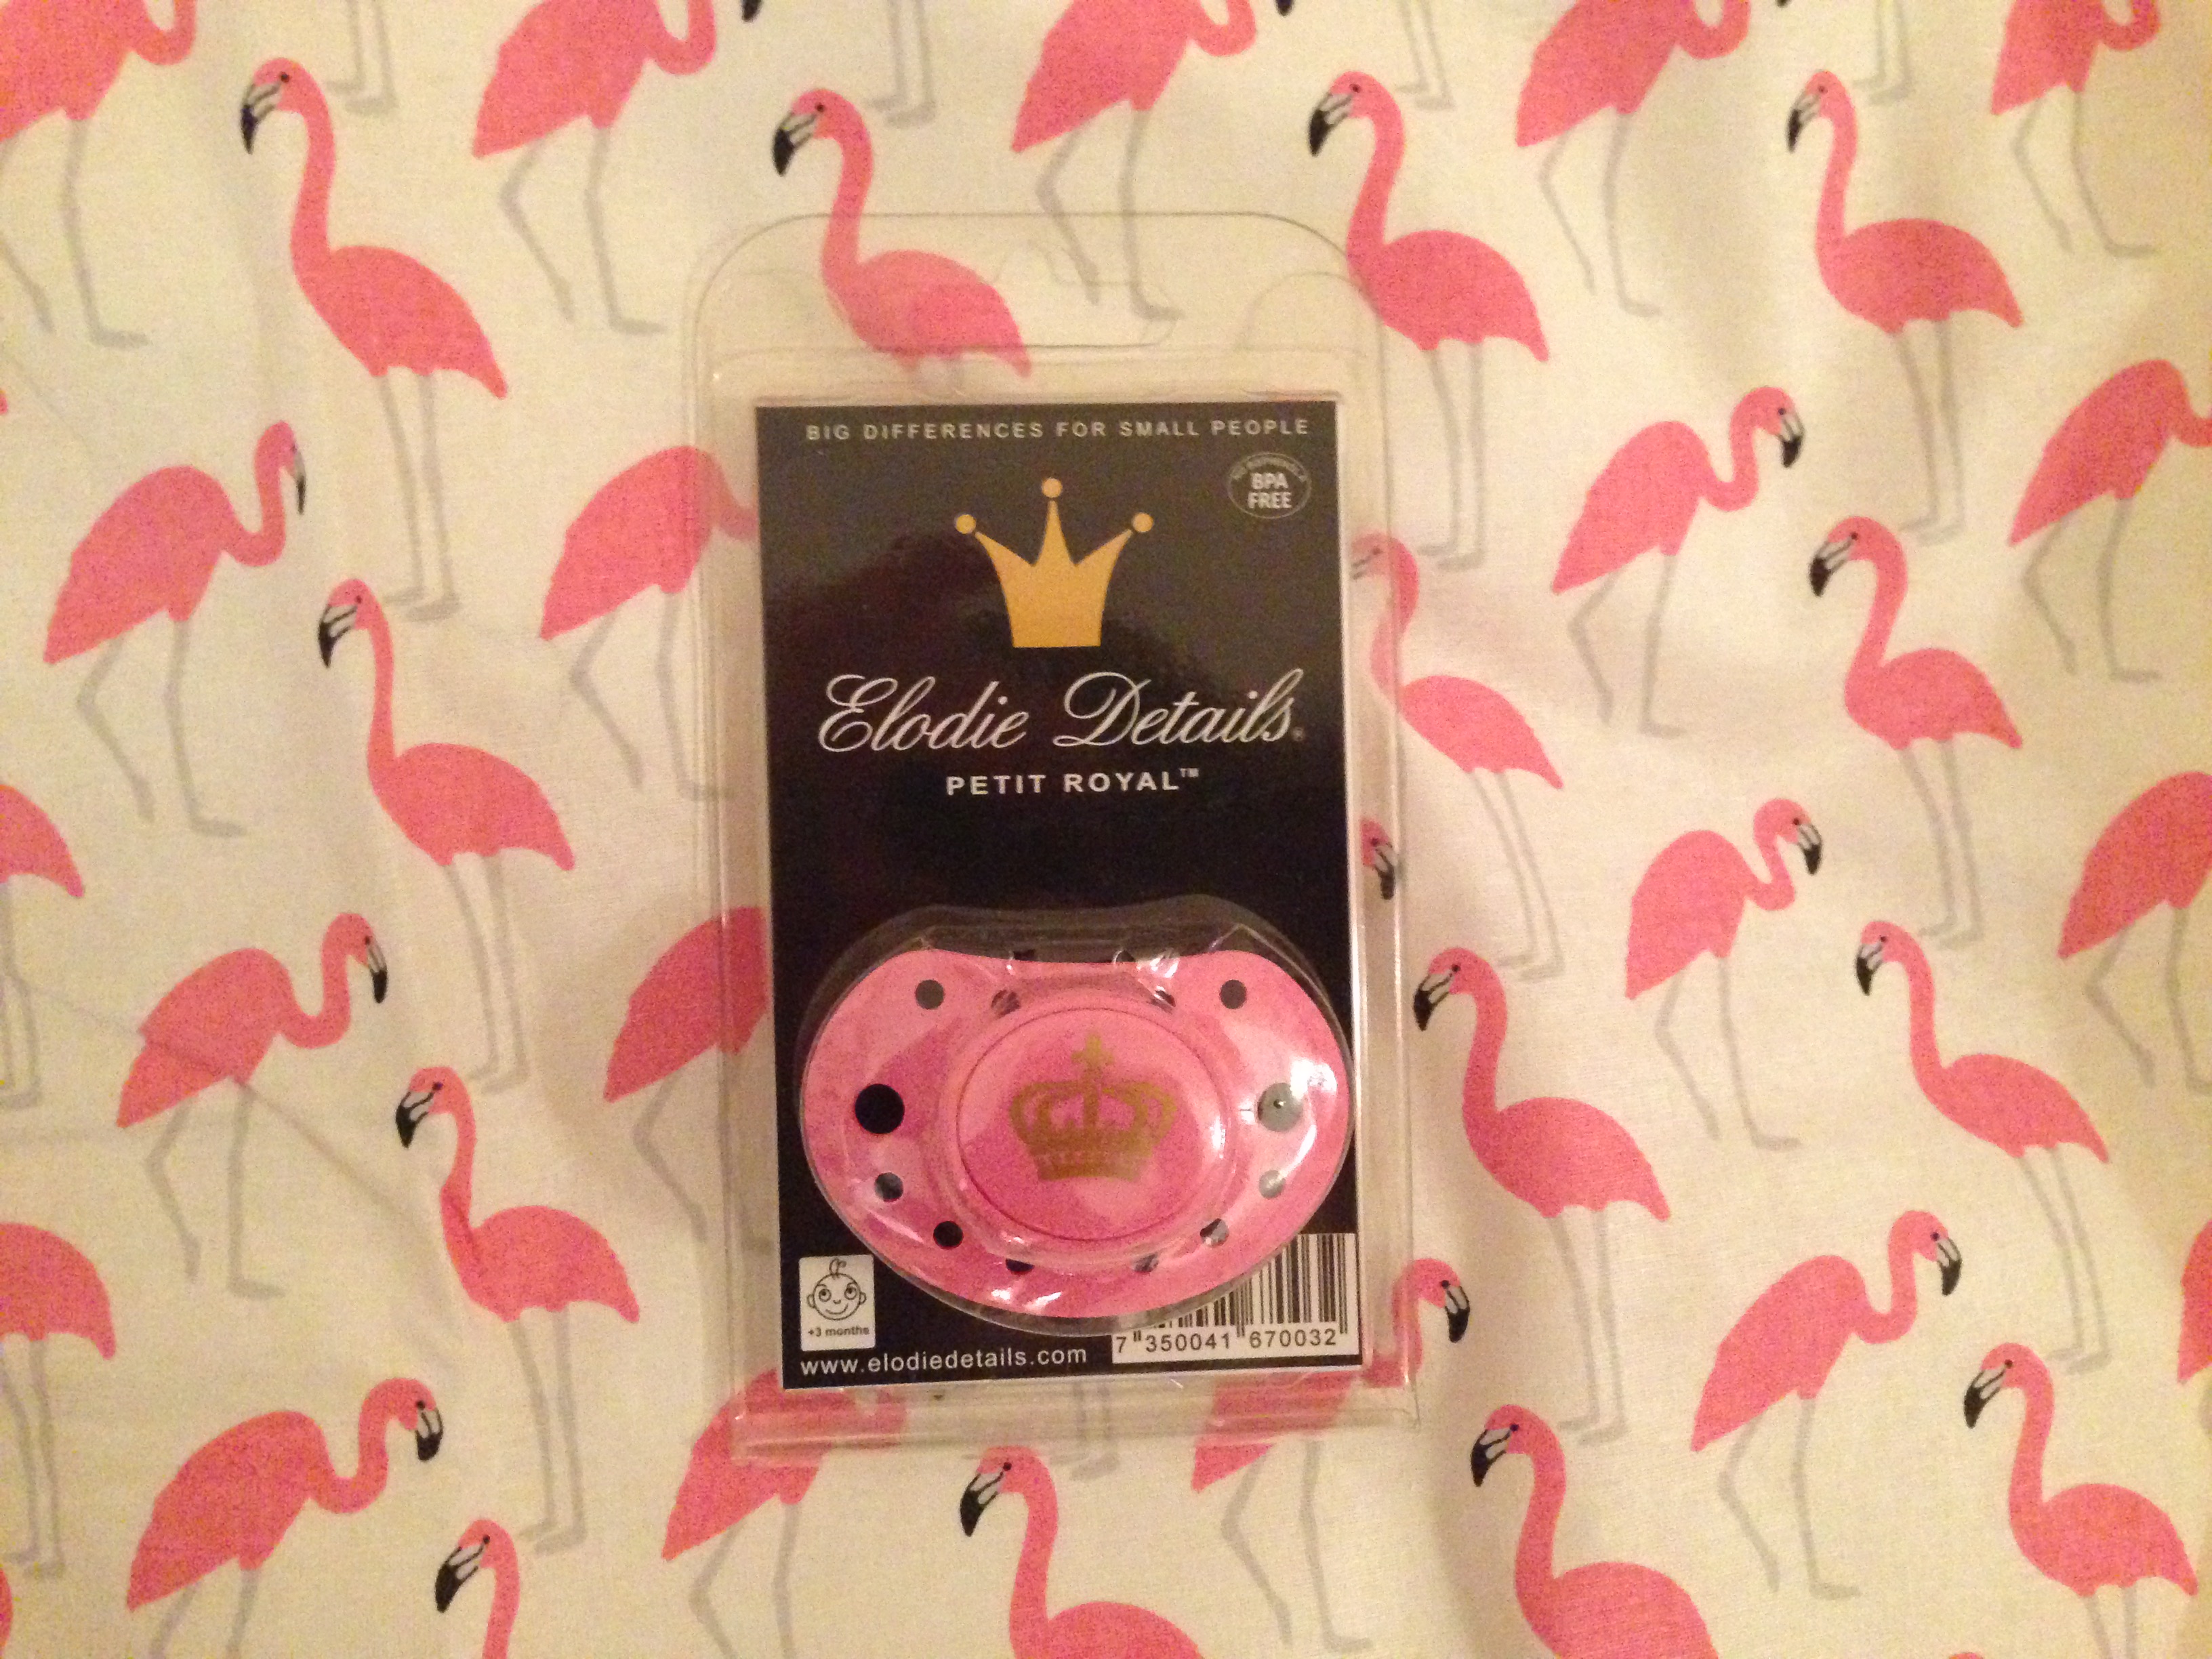 BIG DIFFERENCES FOR SMALL PEOPLE
BPA
FREE
Elodie Details®
PETIT ROYAL™
+3 months
www.elodiedetails.com
7 350041 670032